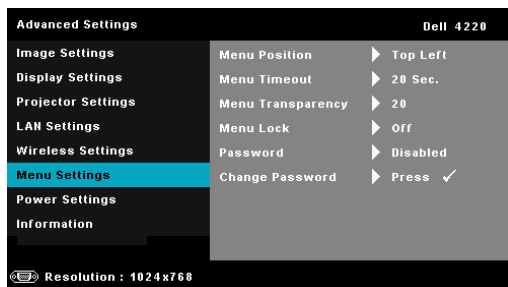 Advanced Settings Dell 4220
Image Settings Menu Position Top Left
Display Settings Menu Timeout 20 Sec.
Projector Settings Menu Transparency 20
LAN Settings Menu Lock Off
Wireless Settings Password Disabled
Menu Settings Change Password Press ✓
Power Settings
Information
Resolution : 1024x768